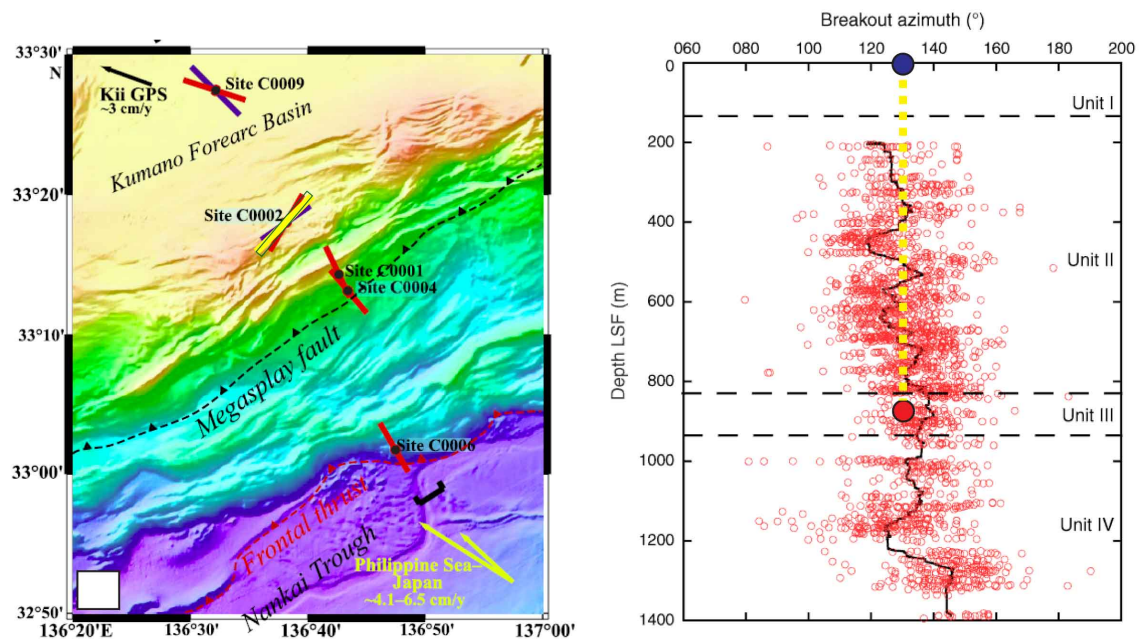 33°30'
N
Kii GPS
~3 cm/y
Site C0009
Kumano Forearc Basin
33°20'
Site C0002
Site C0001
Site C0004
33°10'
Megasplay fault
Site C0006
33°00'
Frontal thrust
Nankai Trough
Philippine Sea–
Japan
~4.1–6.5 cm/y
32°50'
136°20'E 136°30' 136°40' 136°50' 137°00'
Breakout azimuth (°)
060 080 100 120 140 160 180 200
0
200
400
600
800
1000
1200
1400
Depth LSF (m)
Unit I
Unit II
Unit III
Unit IV